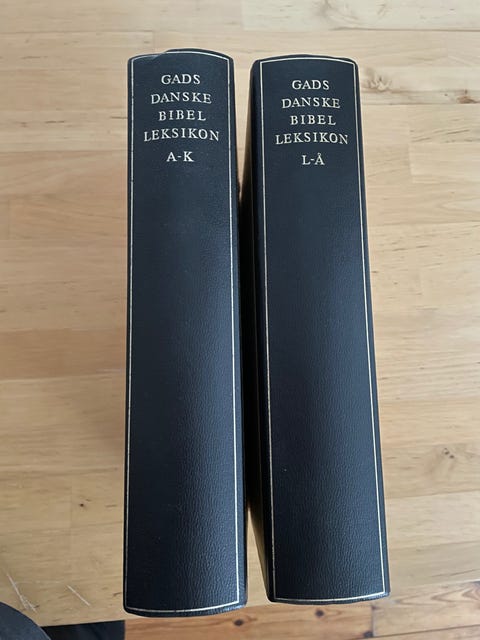 GADS
DANSKE
BIBEL
LEKSIKON
A-K
GADS
DANSKE
BIBEL
LEKSIKON
L-Å